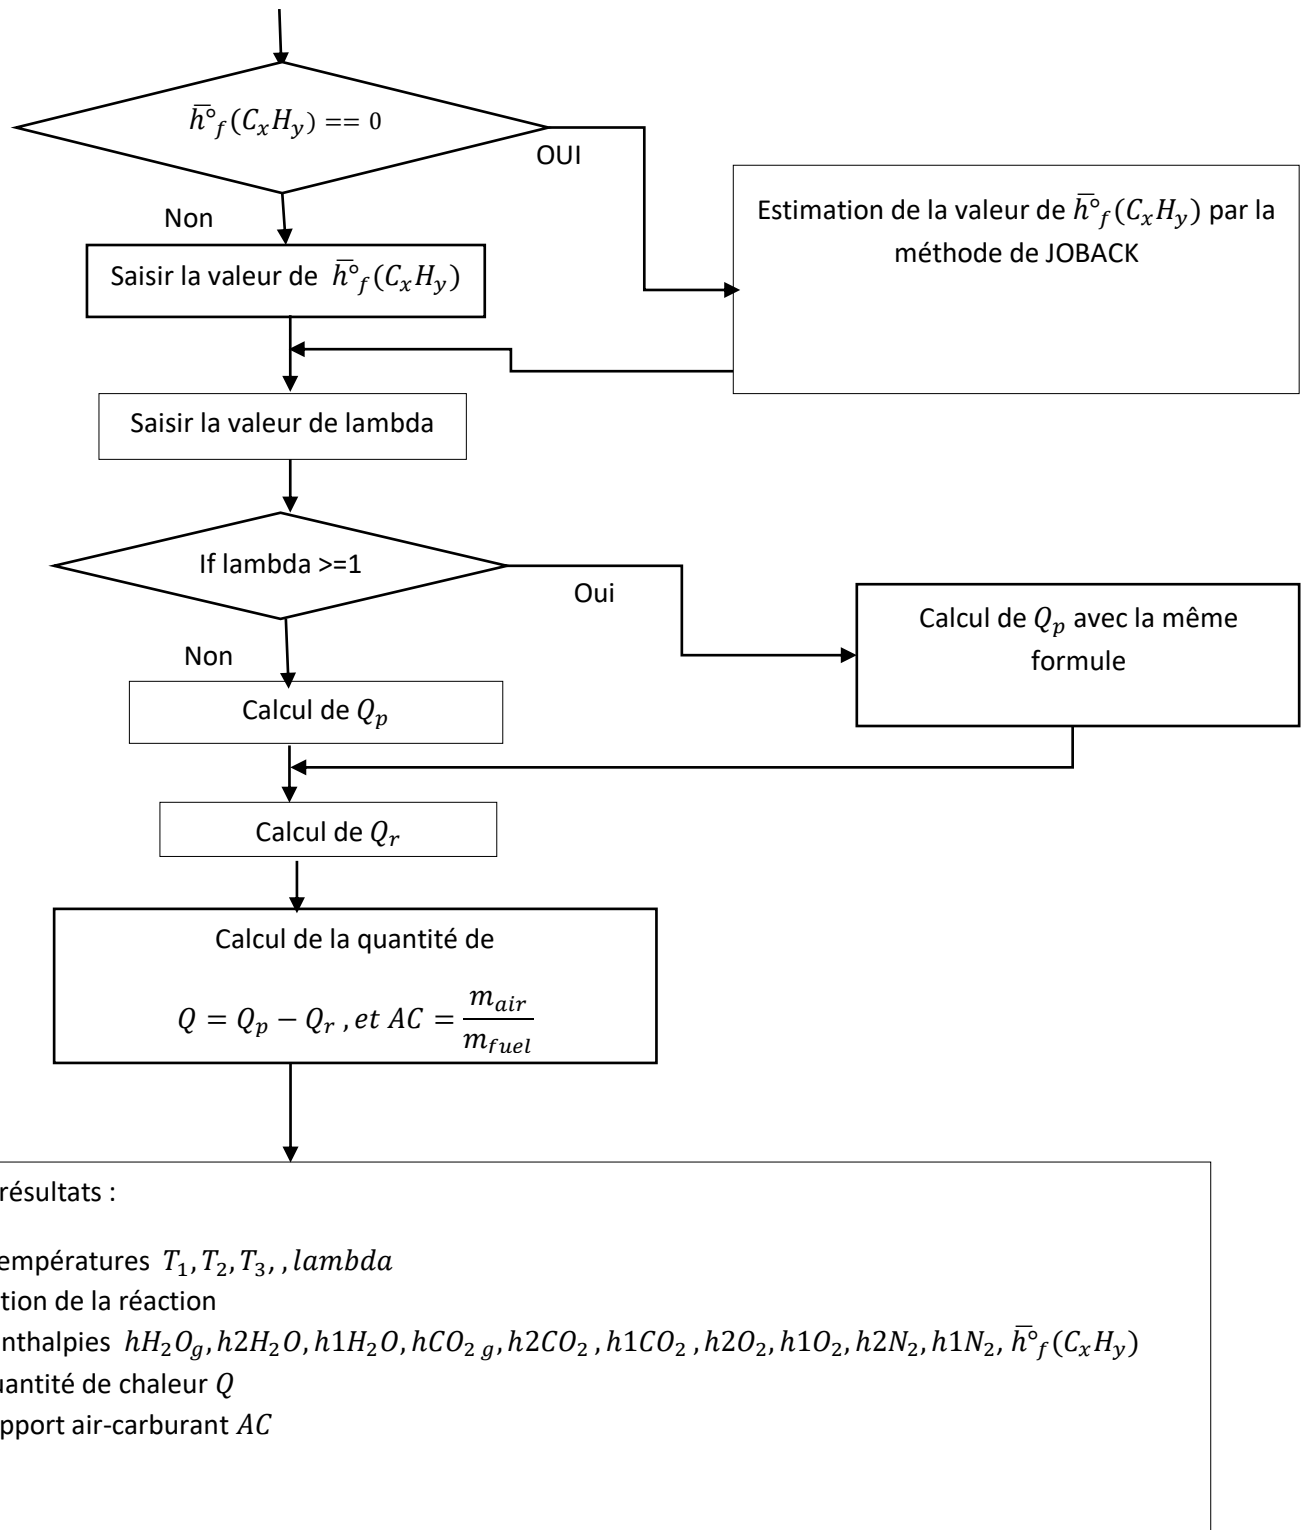 h̅°f(CxHy) == 0
OUI
Estimation de la valeur de h̅°f(CxHy) par la
méthode de JOBACK
Non
Saisir la valeur de h̅°f(CxHy)
Saisir la valeur de lambda
If lambda >=1
Oui
Calcul de Qp avec la même
formule
Non
Calcul de Qp
Calcul de Qr
Calcul de la quantité de
Q = Qp − Qr , et AC = mair / mfuel
résultats :
empératures T1, T2, T3, , lambda
tion de la réaction
nthalpies hH2Og, h2H2O, h1H2O, hCO2 g, h2CO2 , h1CO2 , h2O2, h1O2, h2N2, h1N2, h̅°f(CxHy)
uantité de chaleur Q
pport air-carburant AC